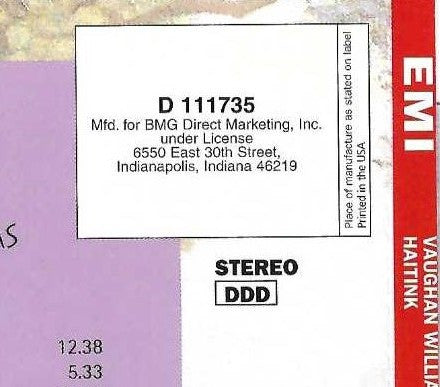 D 111735
Mfd. for BMG Direct Marketing, Inc.
under License
6550 East 30th Street,
Indianapolis, Indiana 46219
Place of manufacture as stated on label
Printed in the USA
EMI
VAUGHAN WILLIA
HAITINK
AS
STEREO
DDD
12.38
5.33